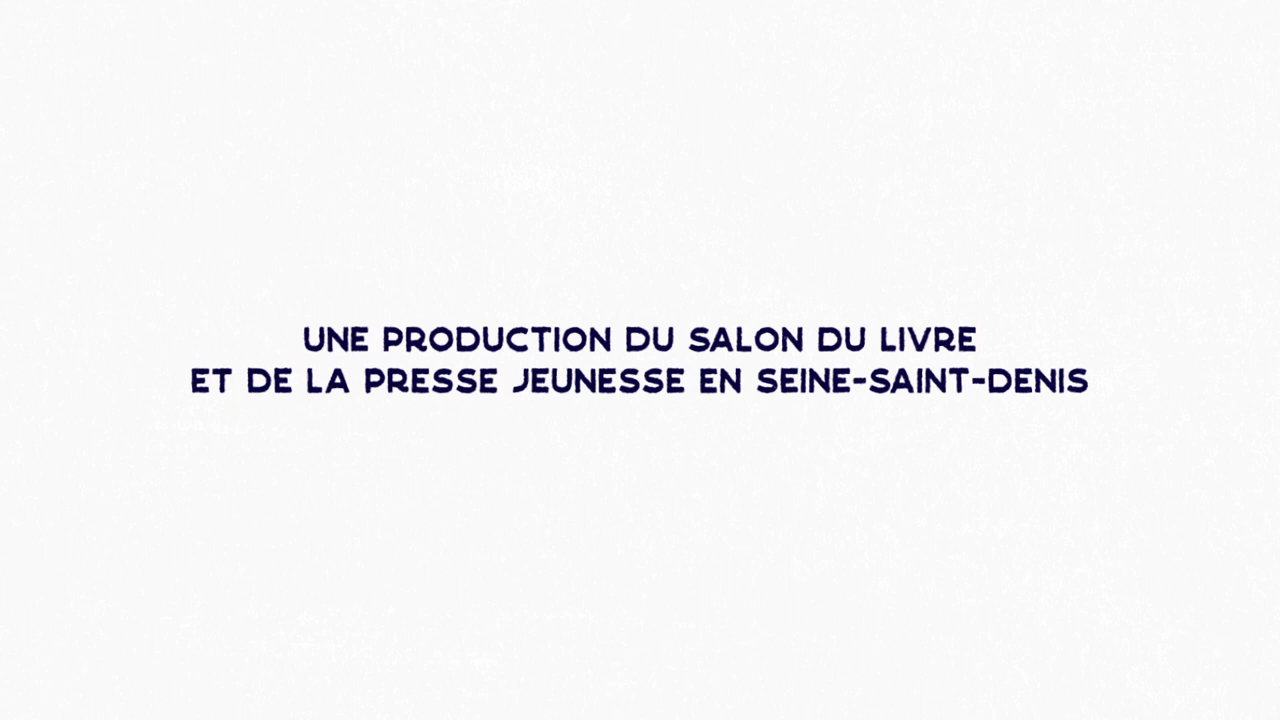 UNE PRODUCTION DU SALON DU LIVRE
ET DE LA PRESSE JEUNESSE EN SEINE-SAINT-DENIS